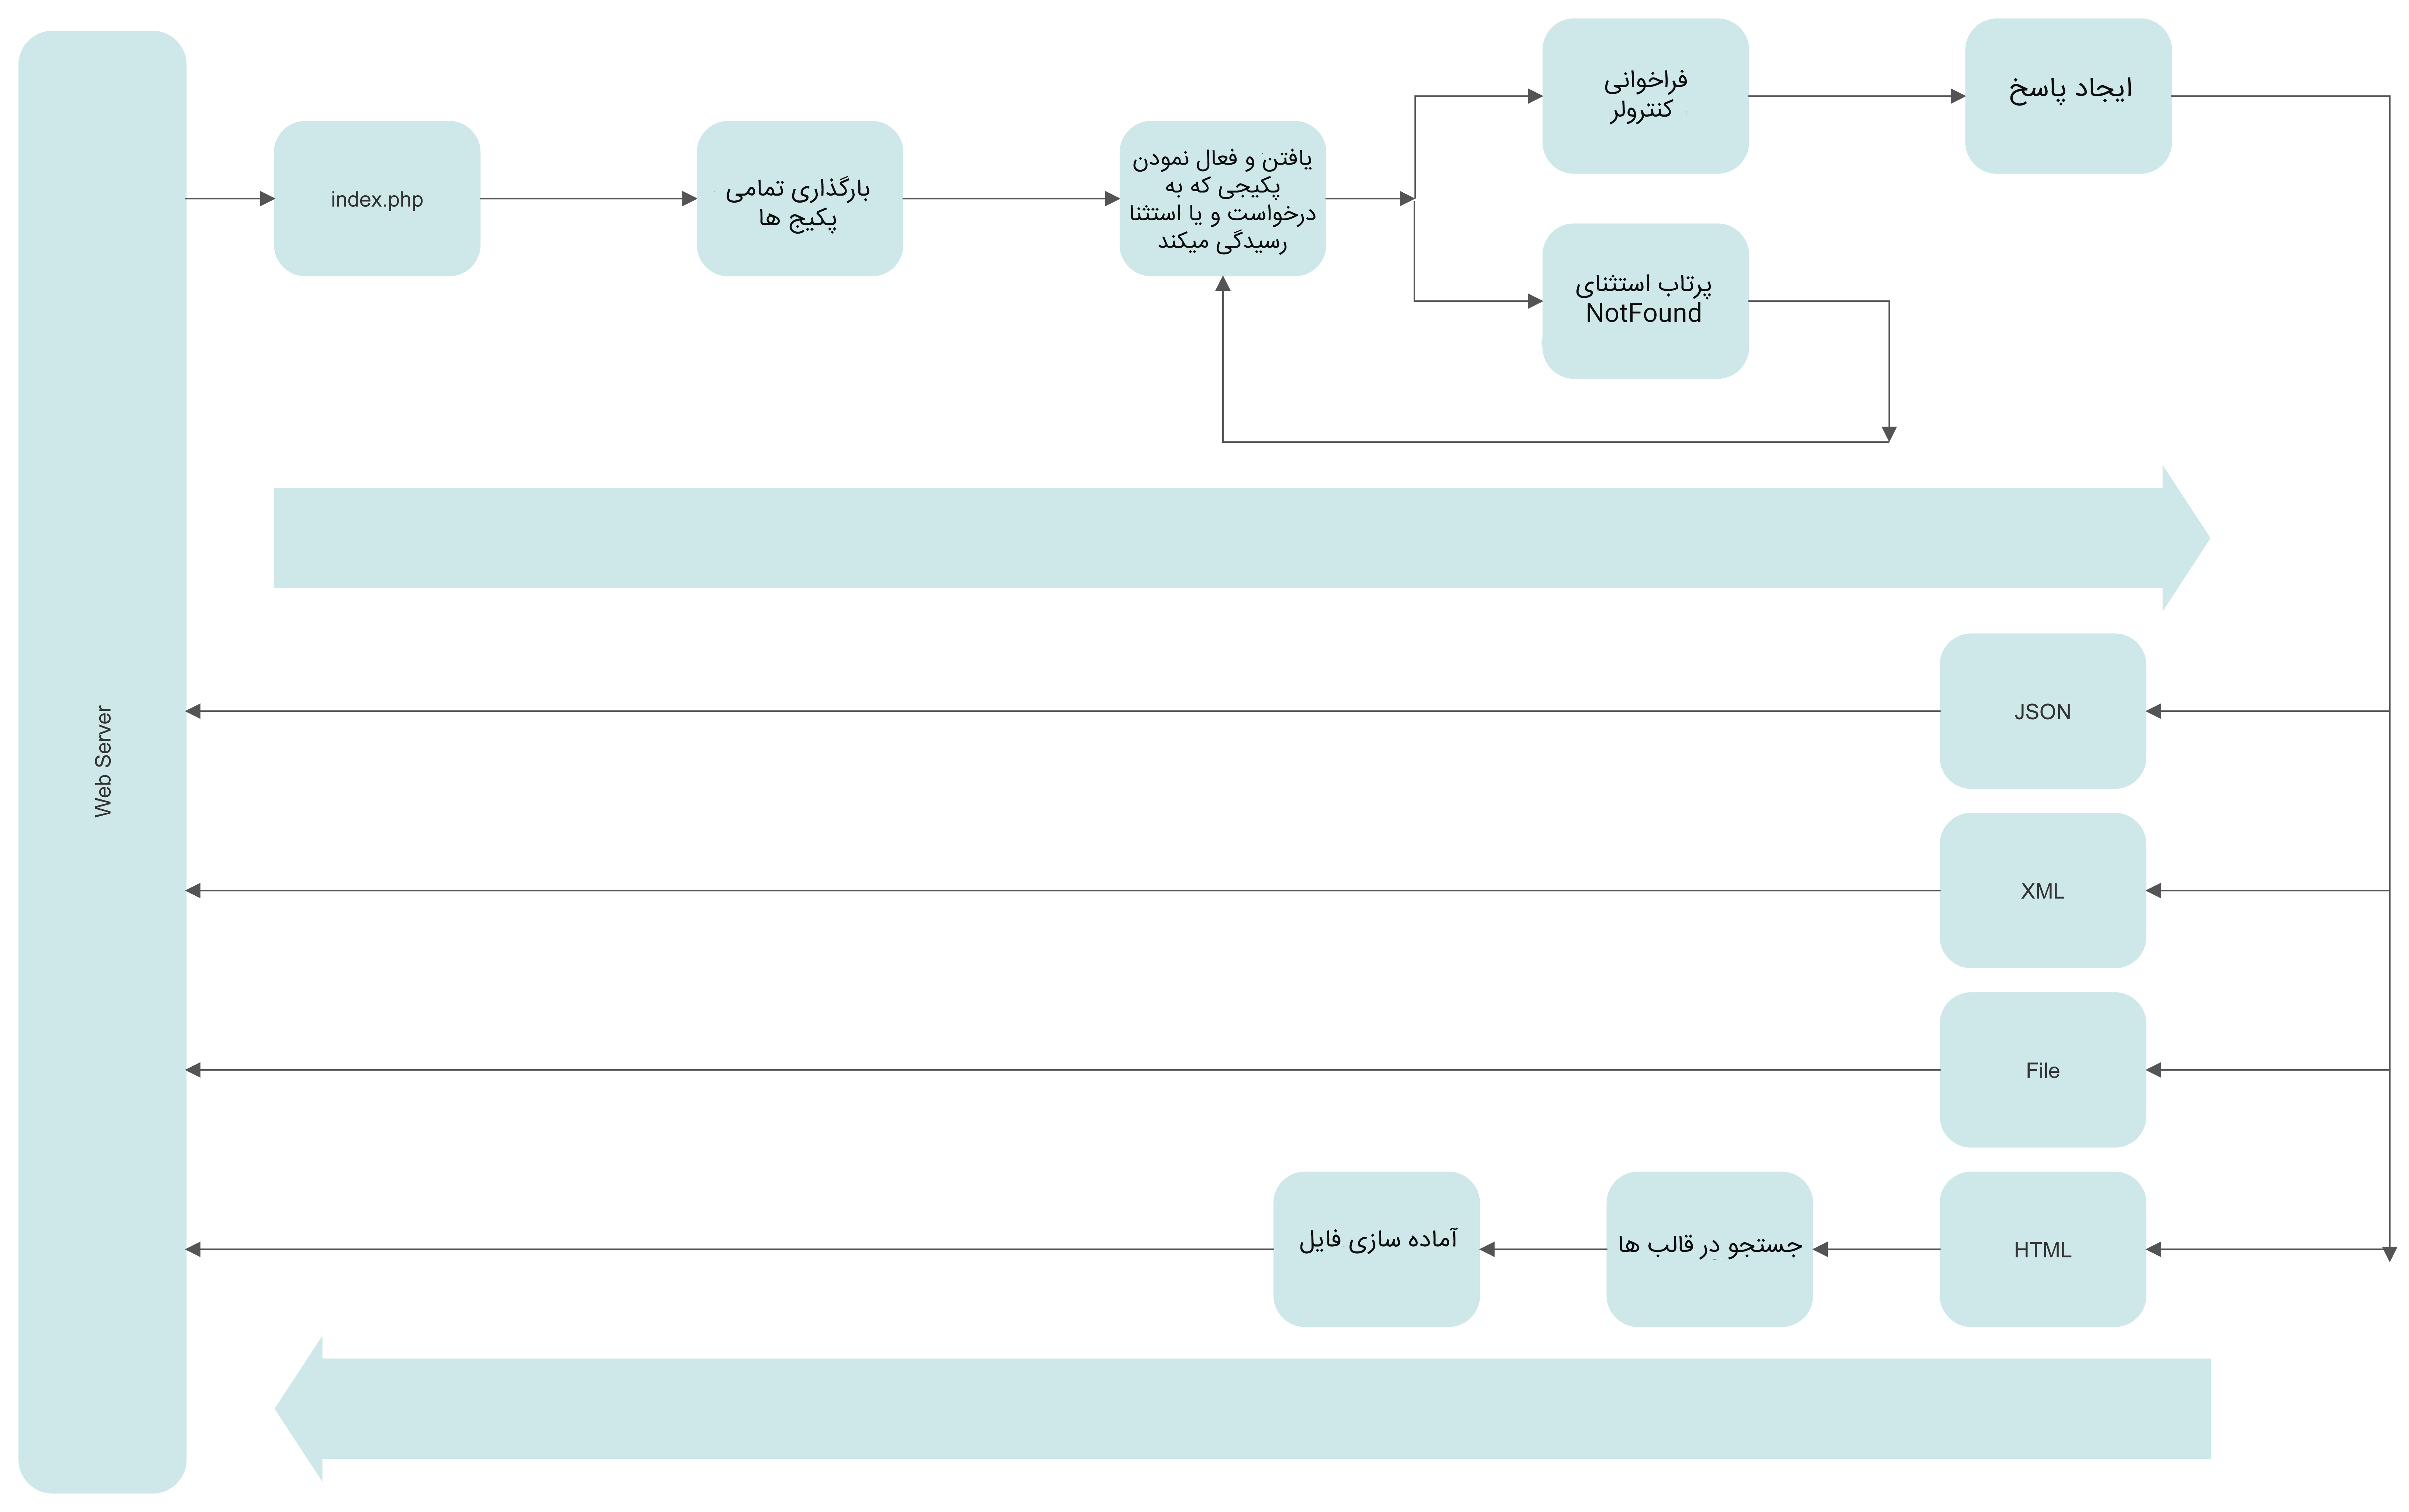 Web Server
index.php
بارگذاری تمامی
پکیج ها
یافتن و فعال نمودن
پکیجی که به
درخواست و یا استثنا
رسیدگی میکند
فراخوانی
کنترولر
ایجاد پاسخ
پرتاب استثنای
NotFound
JSON
XML
File
HTML
جستجو در قالب ها
آماده سازی فایل